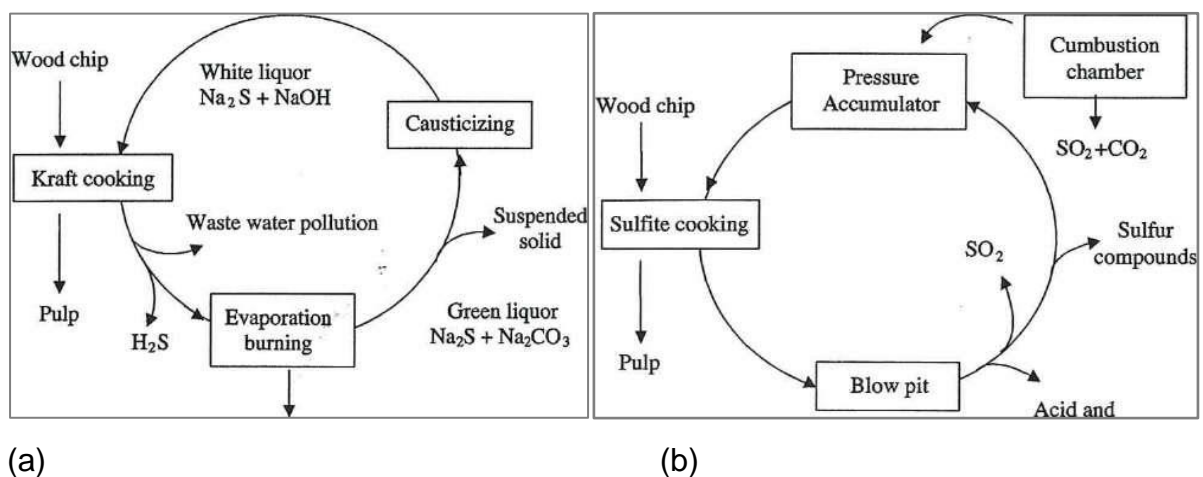 Wood chip
White liquor
Na₂S + NaOH
Causticizing
Kraft cooking
Waste water pollution
Suspended
solid
Pulp
H₂S
Evaporation
burning
Green liquor
Na₂S + Na₂CO₃
(a)
Cumbustion
chamber
Pressure
Accumulator
Wood chip
SO₂+CO₂
Sulfite cooking
SO₂
Sulfur
compounds
Pulp
Blow pit
Acid and
(b)